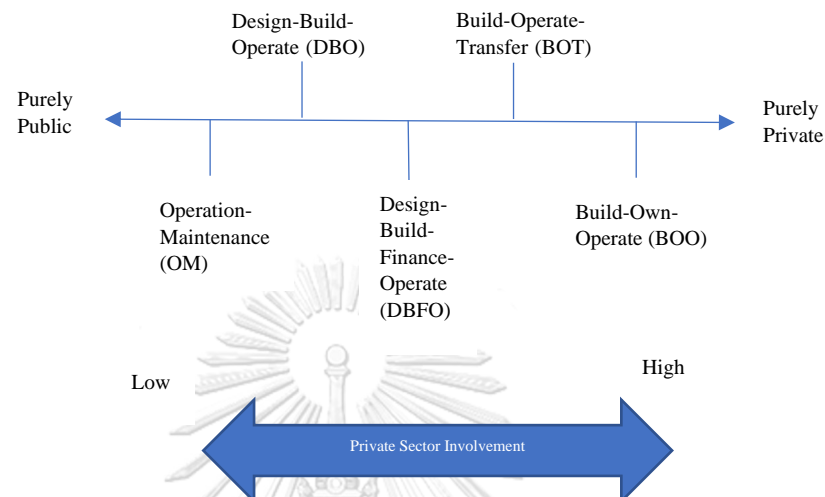 Design-Build-
Operate (DBO)
Build-Operate-
Transfer (BOT)
Purely
Public
Purely
Private
Operation-
Maintenance
(OM)
Design-
Build-
Finance-
Operate
(DBFO)
Build-Own-
Operate (BOO)
Low
High
Private Sector Involvement